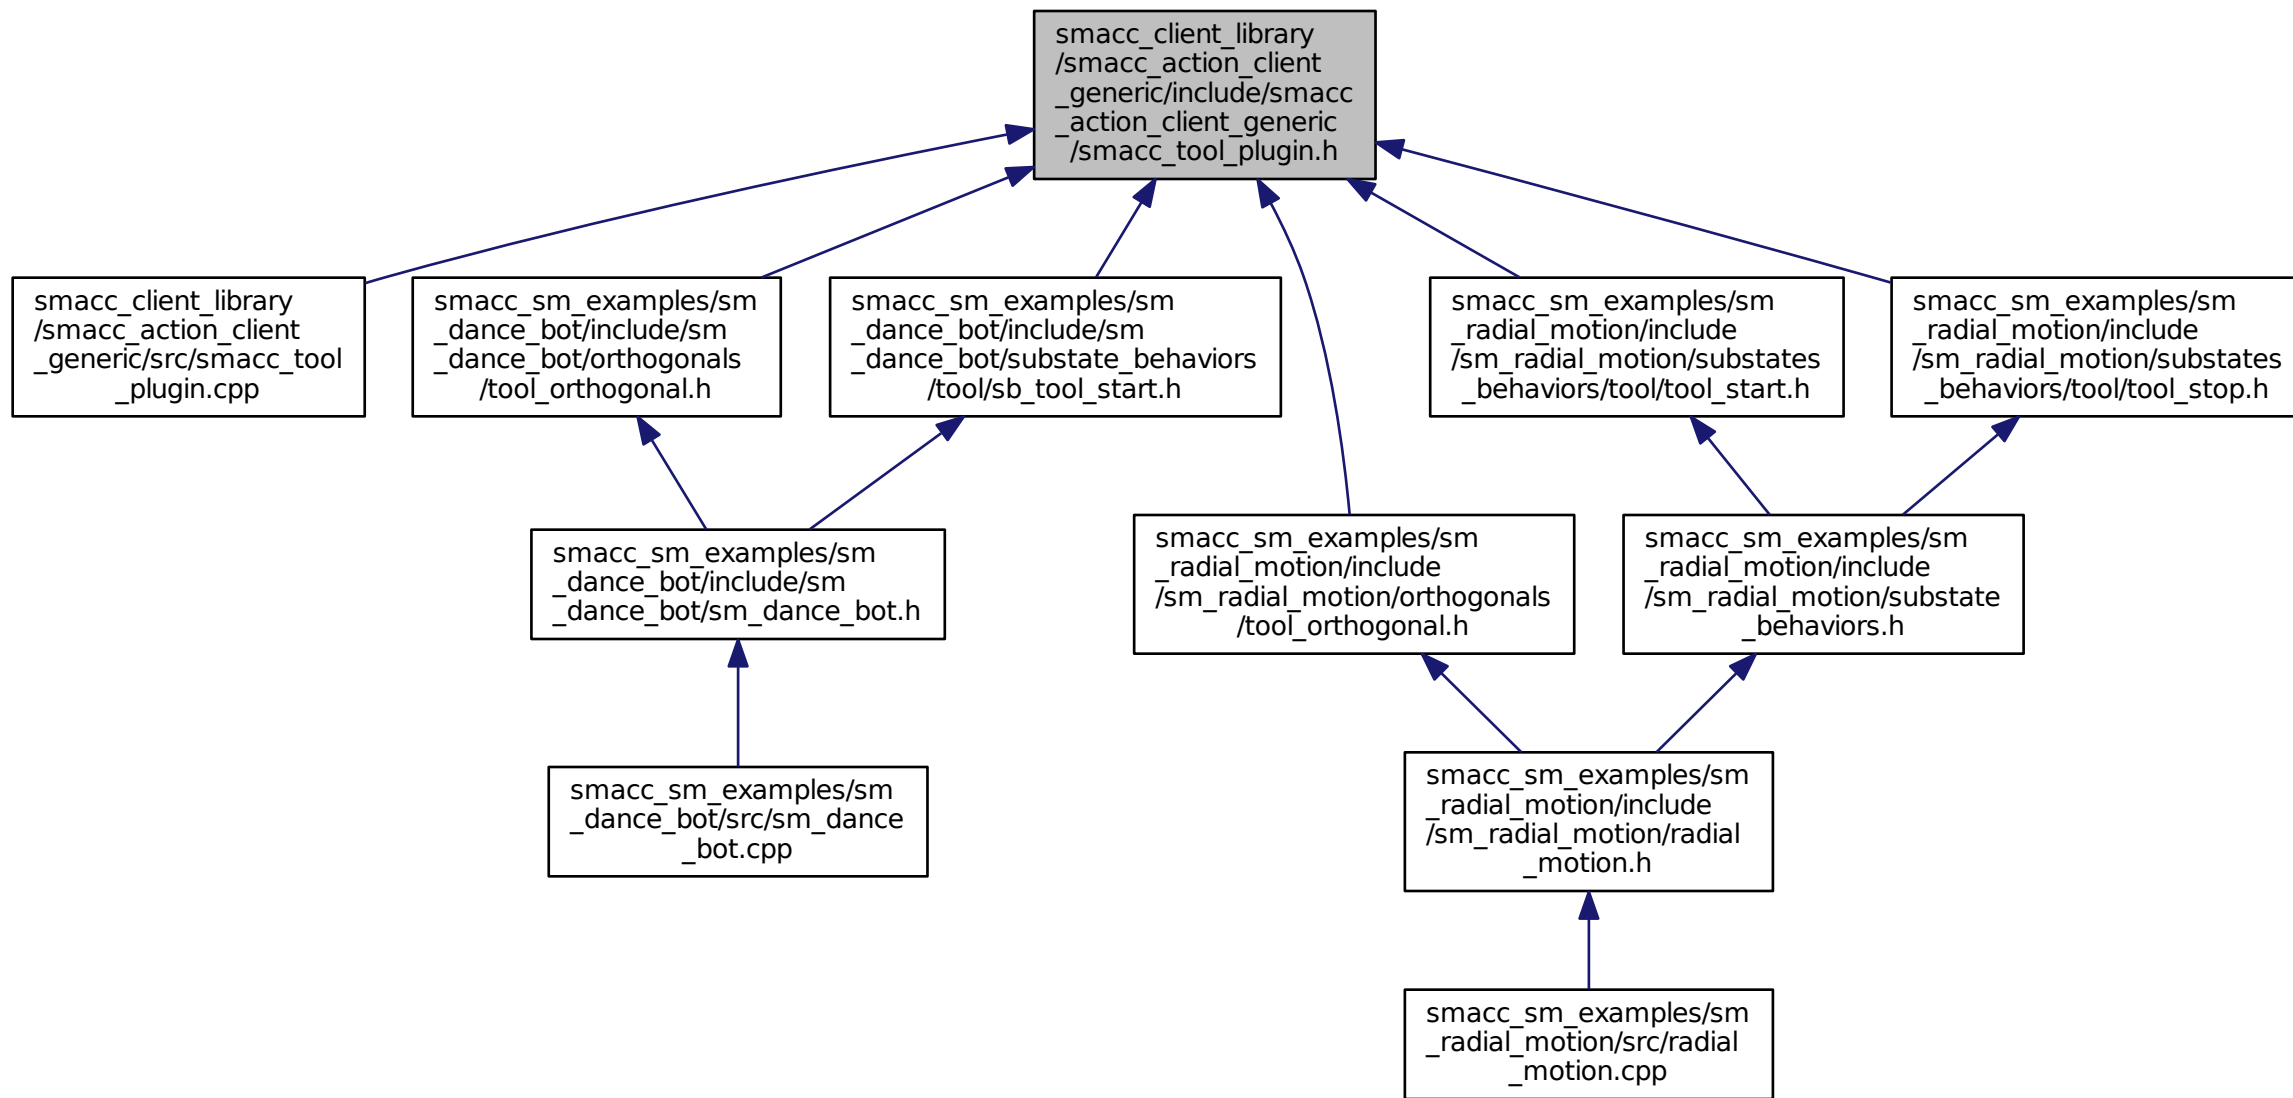 smacc_client_library
/smacc_action_client
_generic/include/smacc
_action_client_generic
/smacc_tool_plugin.h
smacc_client_library
/smacc_action_client
_generic/src/smacc_tool
_plugin.cpp
smacc_sm_examples/sm
_dance_bot/include/sm
_dance_bot/orthogonals
/tool_orthogonal.h
smacc_sm_examples/sm
_dance_bot/include/sm
_dance_bot/substate_behaviors
/tool/sb_tool_start.h
smacc_sm_examples/sm
_radial_motion/include
/sm_radial_motion/substates
_behaviors/tool/tool_start.h
smacc_sm_examples/sm
_radial_motion/include
/sm_radial_motion/substates
_behaviors/tool/tool_stop.h
smacc_sm_examples/sm
_dance_bot/include/sm
_dance_bot/sm_dance_bot.h
smacc_sm_examples/sm
_radial_motion/include
/sm_radial_motion/orthogonals
/tool_orthogonal.h
smacc_sm_examples/sm
_radial_motion/include
/sm_radial_motion/substate
_behaviors.h
smacc_sm_examples/sm
_dance_bot/src/sm_dance
_bot.cpp
smacc_sm_examples/sm
_radial_motion/include
/sm_radial_motion/radial
_motion.h
smacc_sm_examples/sm
_radial_motion/src/radial
_motion.cpp